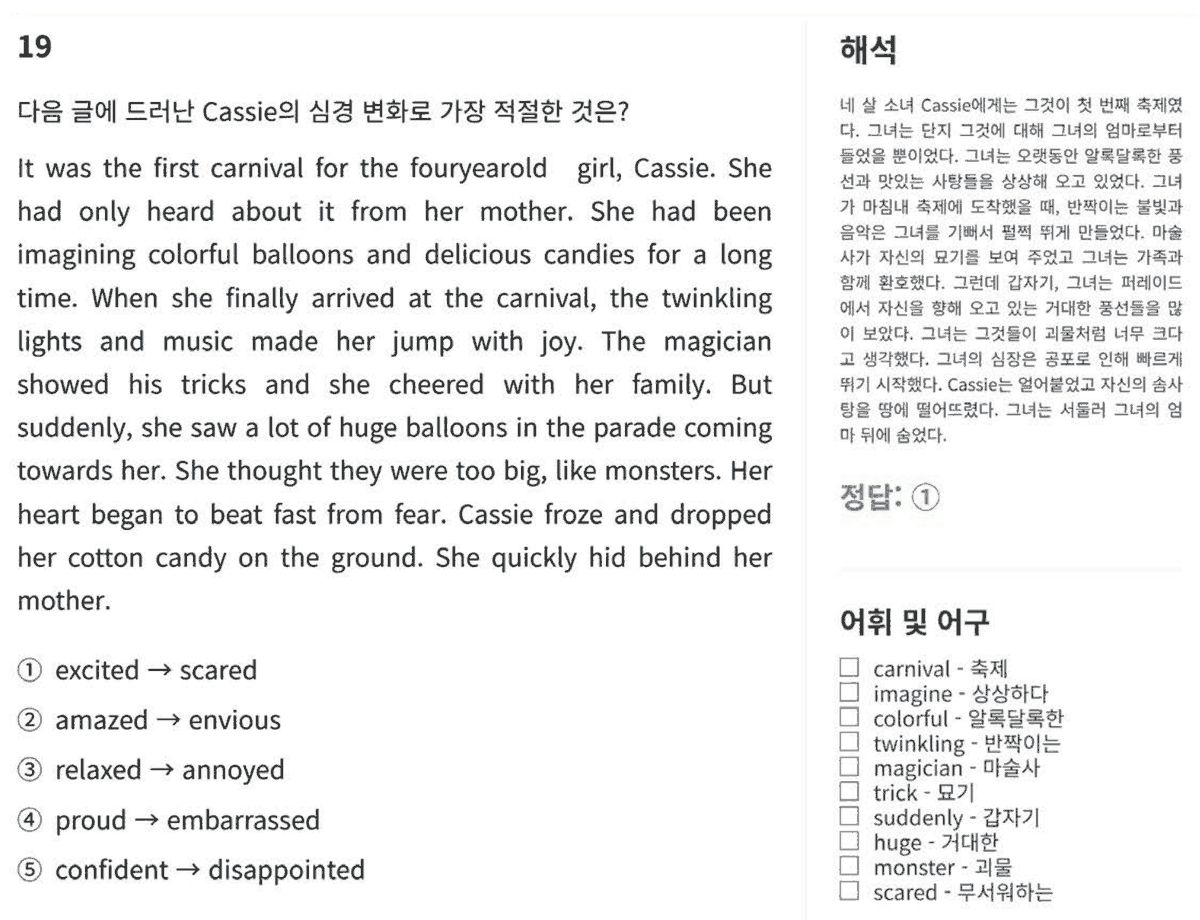 19
다음 글에 드러난 Cassie의 심경 변화로 가장 적절한 것은?
It was the first carnival for the fouryearold girl, Cassie. She
had only heard about it from her mother. She had been
imagining colorful balloons and delicious candies for a long
time. When she finally arrived at the carnival, the twinkling
lights and music made her jump with joy. The magician
showed his tricks and she cheered with her family. But
suddenly, she saw a lot of huge balloons in the parade coming
towards her. She thought they were too big, like monsters. Her
heart began to beat fast from fear. Cassie froze and dropped
her cotton candy on the ground. She quickly hid behind her
mother.
① excited → scared
② amazed → envious
③ relaxed → annoyed
④ proud → embarrassed
⑤ confident → disappointed
해석
네 살 소녀 Cassie에게는 그것이 첫 번째 축제였
다. 그녀는 단지 그것에 대해 그녀의 엄마로부터
들었을 뿐이었다. 그녀는 오랫동안 알록달록한 풍
선과 맛있는 사탕들을 상상해 오고 있었다. 그녀
가 마침내 축제에 도착했을 때, 반짝이는 불빛과
음악은 그녀를 기뻐서 펄쩍 뛰게 만들었다. 마술
사가 자신의 묘기를 보여 주었고 그녀는 가족과
함께 환호했다. 그런데 갑자기, 그녀는 퍼레이드
에서 자신을 향해 오고 있는 거대한 풍선들을 많
이 보았다. 그녀는 그것들이 괴물처럼 너무 크다
고 생각했다. 그녀의 심장은 공포로 인해 빠르게
뛰기 시작했다. Cassie는 얼어붙었고 자신의 솜사
탕을 땅에 떨어뜨렸다. 그녀는 서둘러 그녀의 엄
마 뒤에 숨었다.
정답: ①
어휘 및 어구
□ carnival - 축제
□ imagine - 상상하다
□ colorful - 알록달록한
□ twinkling - 반짝이는
□ magician - 마술사
□ trick - 묘기
□ suddenly - 갑자기
□ huge - 거대한
□ monster - 괴물
□ scared - 무서워하는